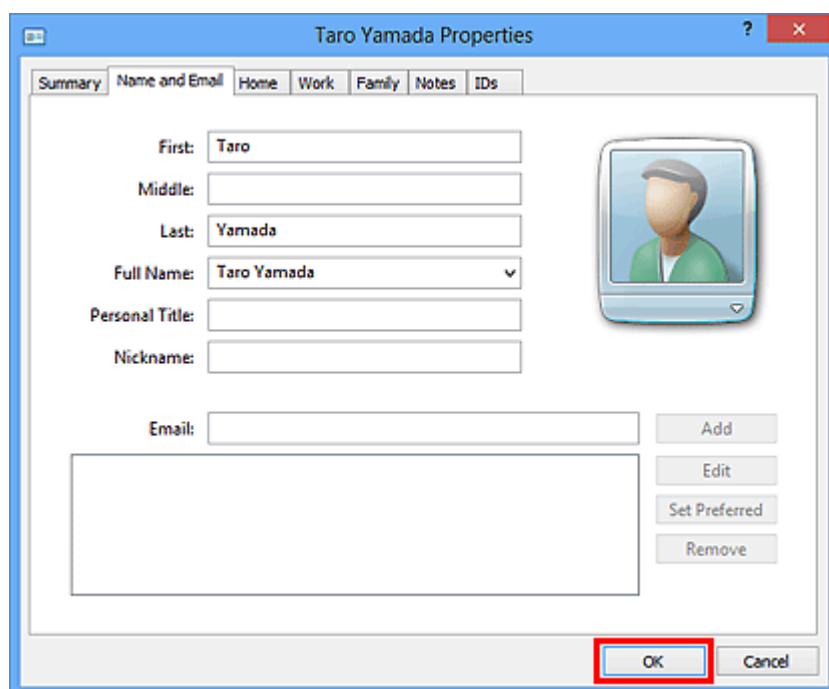 Taro Yamada Properties ?
Summary Name and Email Home Work Family Notes IDs
First: Taro
Middle:
Last: Yamada
Full Name: Taro Yamada
Personal Title:
Nickname:
Email: Add
Edit
Set Preferred
Remove
OK Cancel